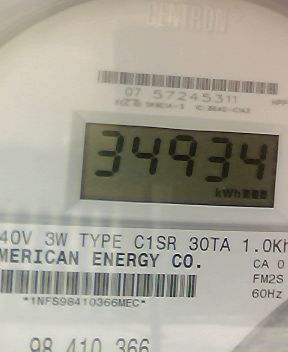 CENTRON
07 57245311
34934
kWh
40V 3W TYPE C1SR 30TA 1.0Kh
MERICAN ENERGY CO.
CA 0
FM2S
60Hz
*1NFS98410366MEC*
98 410 366